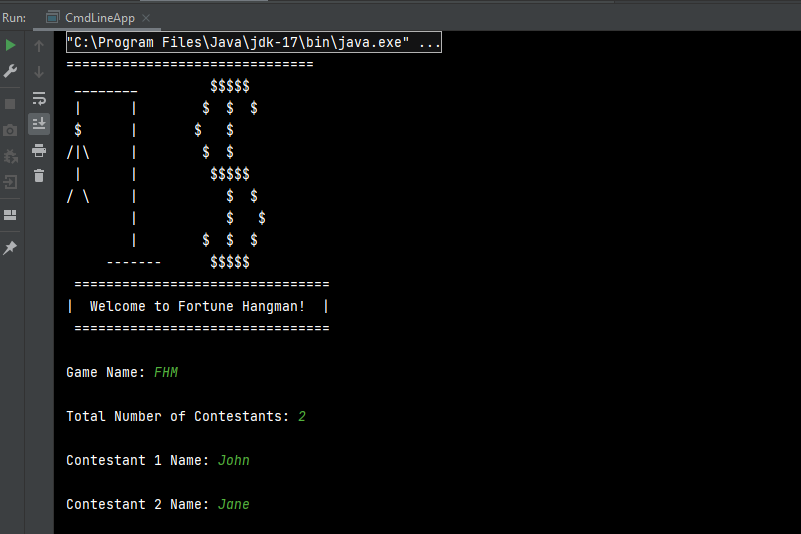 Run: CmdLineApp
"C:\Program Files\Java\jdk-17\bin\java.exe" ...
===============================
 ________         $$$$$
 |      |        $  $  $
 $      |       $   $
/|\     |        $  $
 |      |         $$$$$
/ \     |           $  $
        |           $   $
        |        $  $  $
     -------      $$$$$
 ================================
|  Welcome to Fortune Hangman!  |
 ================================
Game Name: FHM
Total Number of Contestants: 2
Contestant 1 Name: John
Contestant 2 Name: Jane